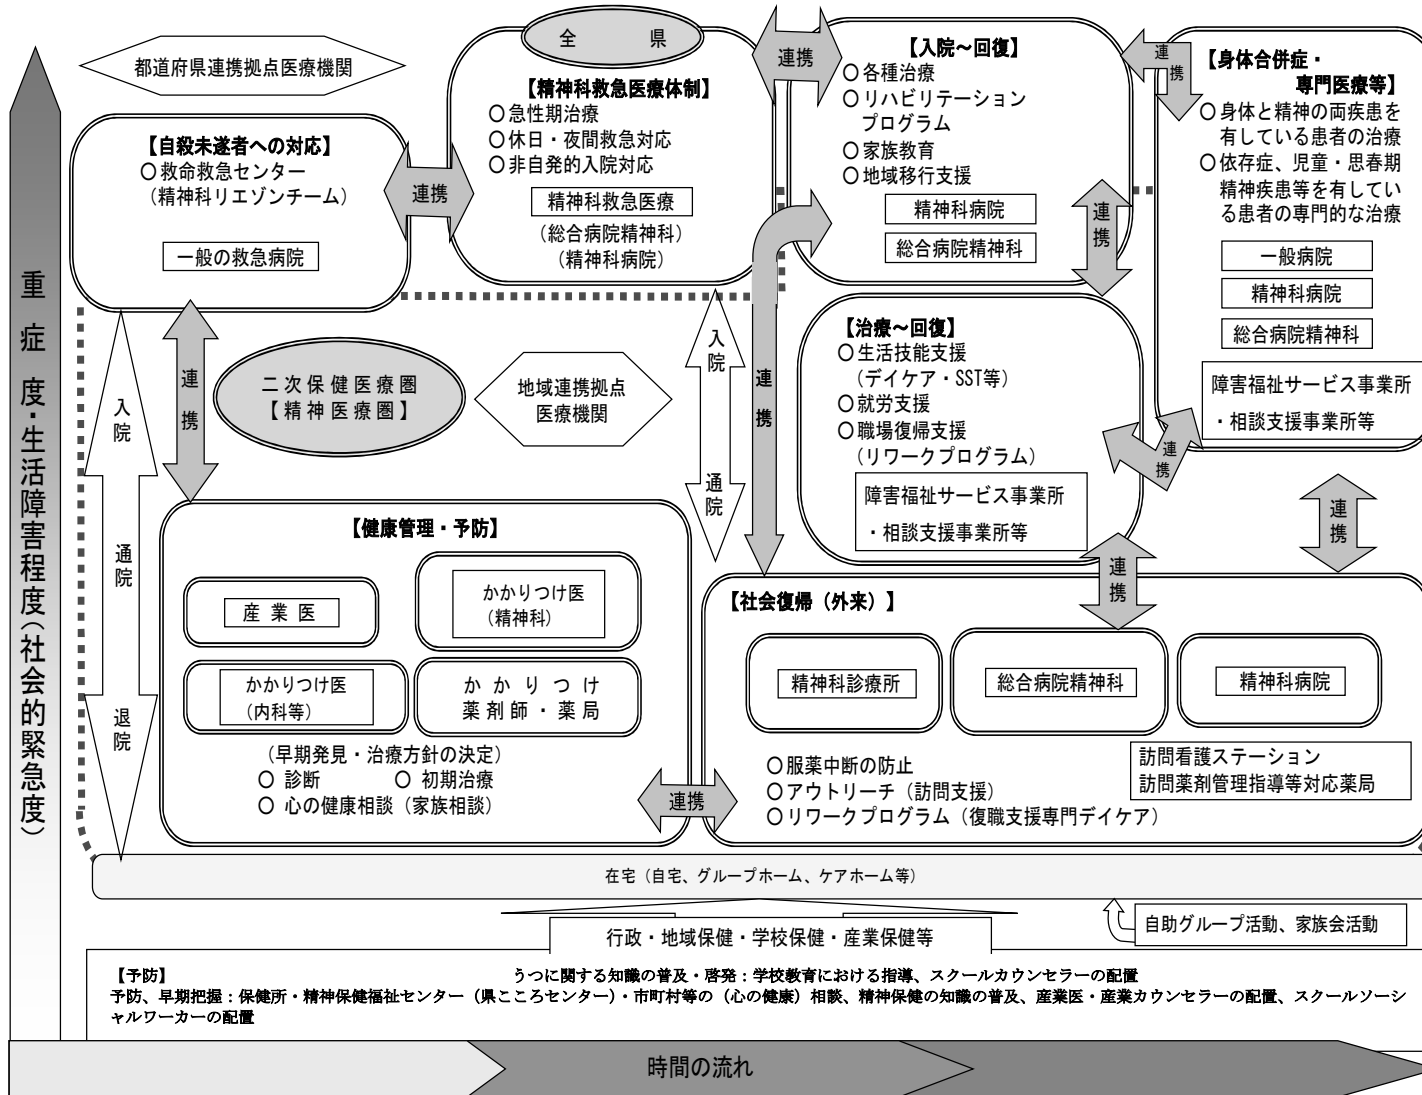 都道府県連携拠点医療機関
全　　県
【精神科救急医療体制】
〇急性期治療
〇休日・夜間救急対応
〇非自発的入院対応
精神科救急医療
(総合病院精神科)
(精神科病院)
連携
【入院～回復】
〇各種治療
〇リハビリテーション
プログラム
〇家族教育
〇地域移行支援
精神科病院
総合病院精神科
連携
【身体合併症・
専門医療等】
〇身体と精神の両疾患を
有している患者の治療
〇依存症、児童・思春期
精神疾患等を有してい
る患者の専門的な治療
一般病院
精神科病院
総合病院精神科
障害福祉サービス事業所
・相談支援事業所等
【自殺未遂者への対応】
〇救命救急センター
(精神科リエゾンチーム)
一般の救急病院
連携
連携
【治療～回復】
〇生活技能支援
(デイケア・SST等)
〇就労支援
〇職場復帰支援
(リワークプログラム)
障害福祉サービス事業所
・相談支援事業所等
連携
連携
二次保健医療圏
【精神医療圏】
地域連携拠点
医療機関
入院
通院
連携
入院
通院
退院
重症度・生活障害程度(社会的緊急度)
連携
連携
【健康管理・予防】
産業医
かかりつけ医
(精神科)
かかりつけ医
(内科等)
かかりつけ
薬剤師・薬局
(早期発見・治療方針の決定)
〇 診断　　〇 初期治療
〇 心の健康相談(家族相談)
連携
【社会復帰(外来)】
精神科診療所
総合病院精神科
精神科病院
〇服薬中断の防止
〇アウトリーチ(訪問支援)
〇リワークプログラム(復職支援専門デイケア)
訪問看護ステーション
訪問薬剤管理指導等対応薬局
在宅(自宅、グループホーム、ケアホーム等)
自助グループ活動、家族会活動
行政・地域保健・学校保健・産業保健等
【予防】　うつに関する知識の普及・啓発：学校教育における指導、スクールカウンセラーの配置
予防、早期把握：保健所・精神保健福祉センター(県こころセンター)・市町村等の(心の健康)相談、精神保健の知識の普及、産業医・産業カウンセラーの配置、スクールソーシ
ャルワーカーの配置
時間の流れ